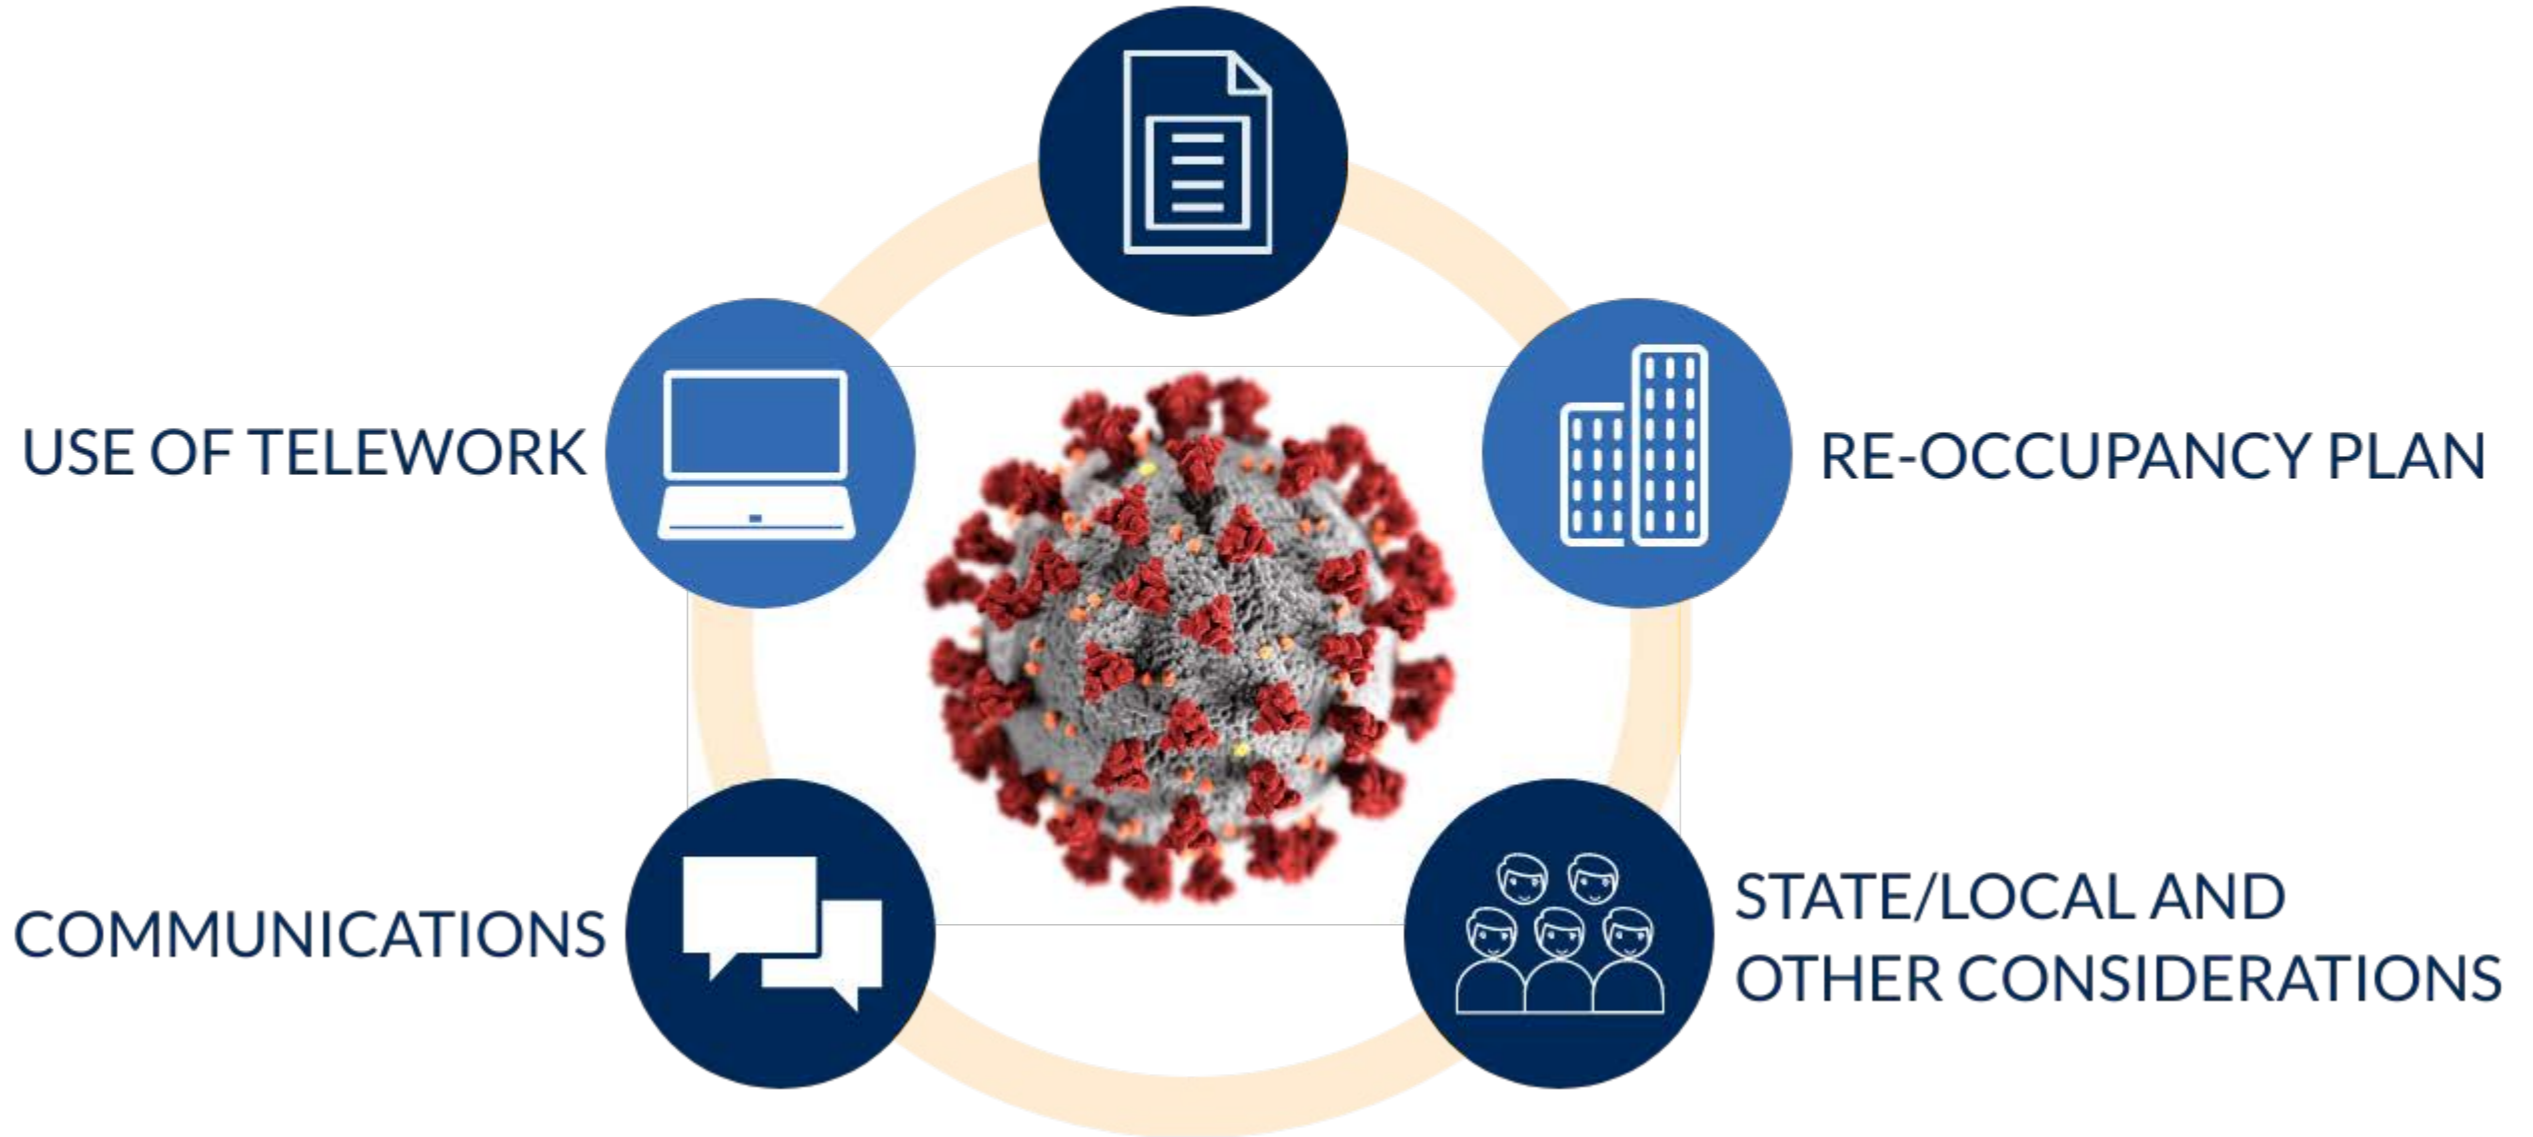 USE OF TELEWORK
RE-OCCUPANCY PLAN
COMMUNICATIONS
STATE/LOCAL AND
OTHER CONSIDERATIONS